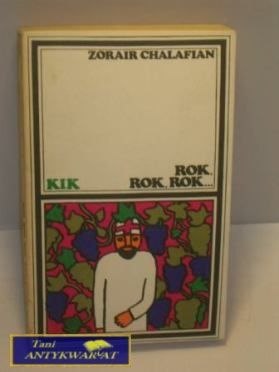 ZORAIR CHALAFIAN
ROK,
KIK ROK, ROK...
Tani
ANTYKWARIAT